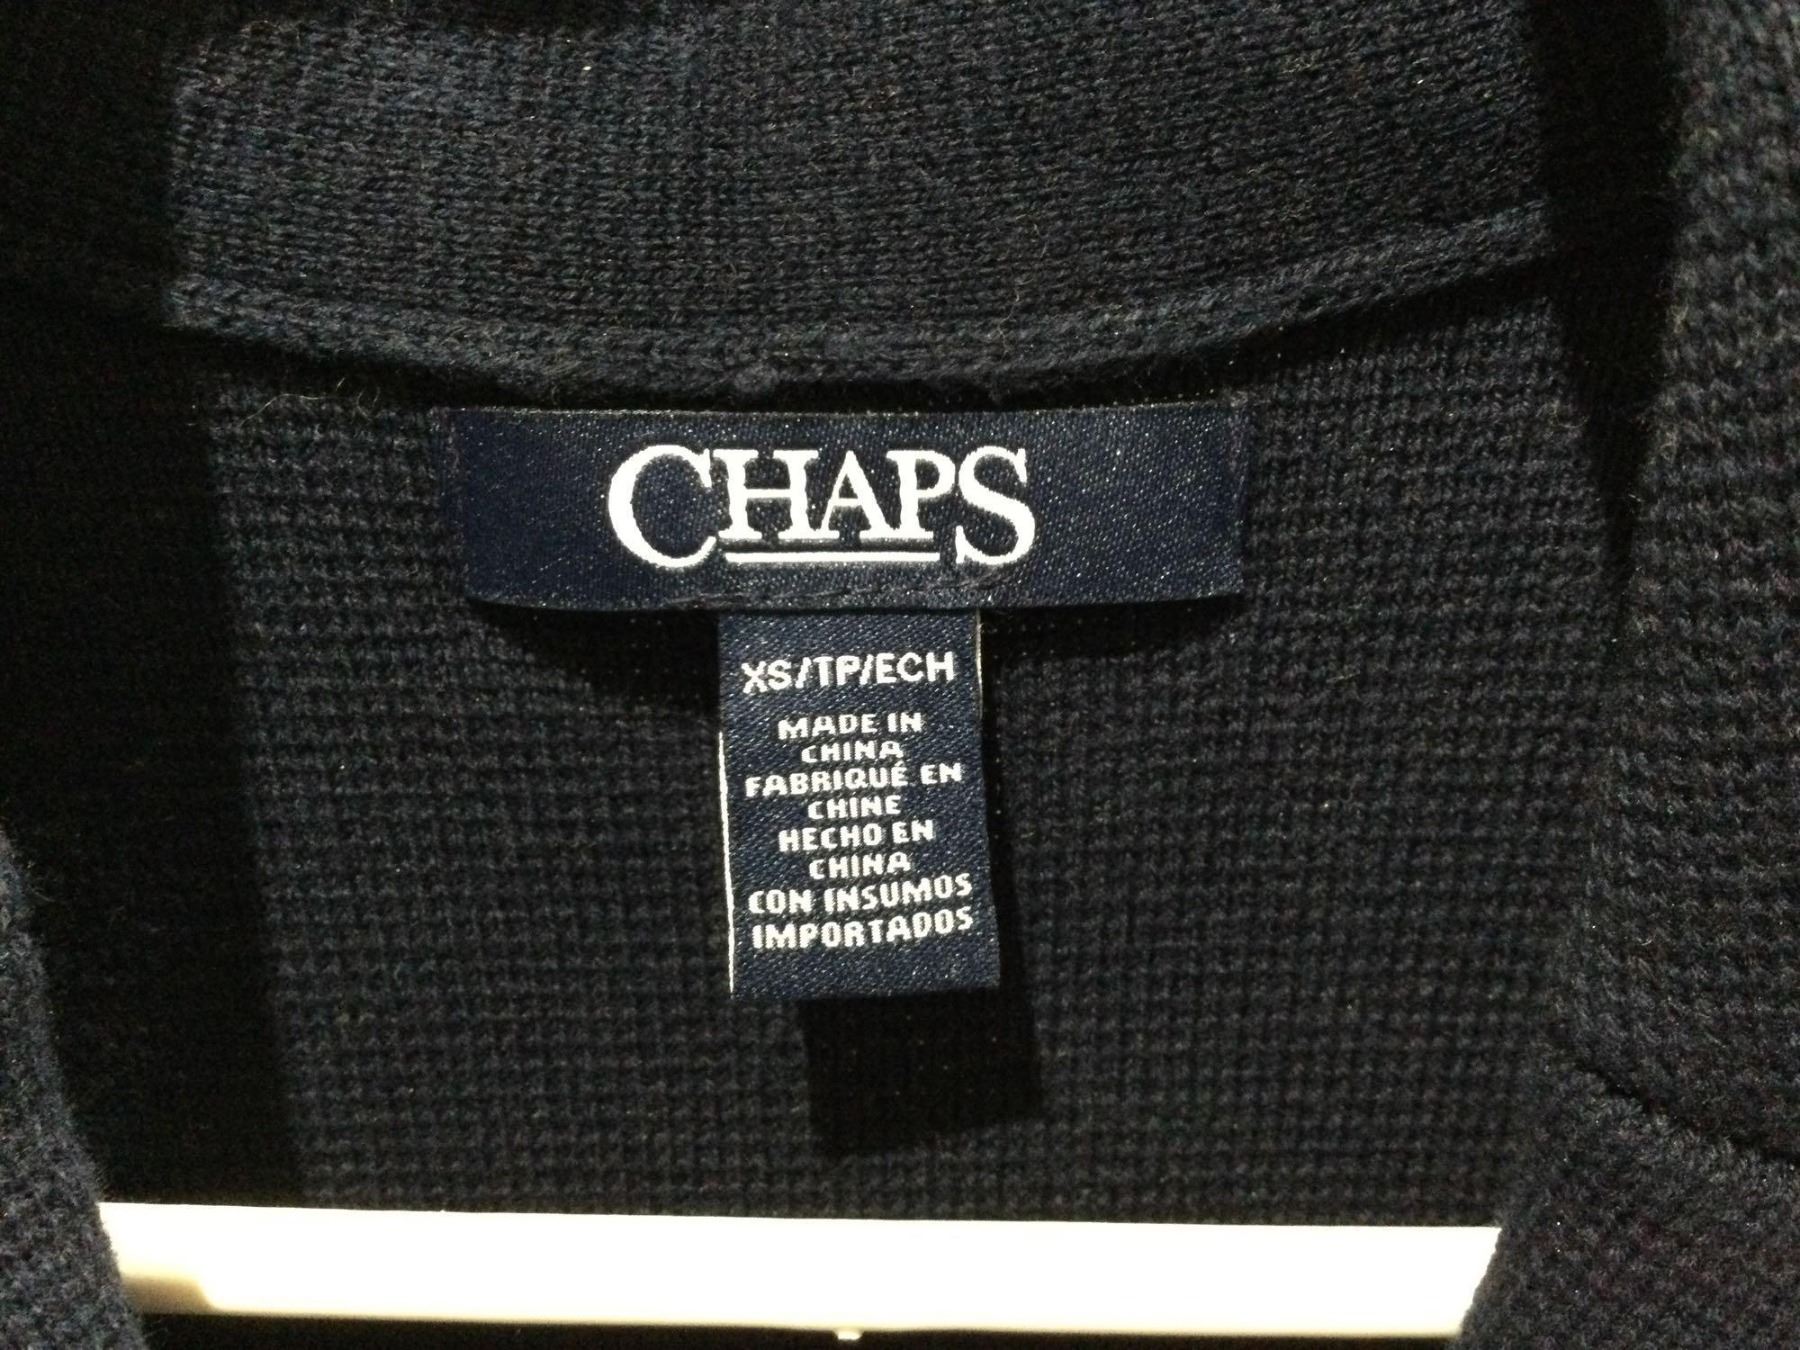 CHAPS
XS/TP/ECH
MADE IN
CHINA
FABRIQUÉ EN
CHINE
HECHO EN
CHINA
CON INSUMOS
IMPORTADOS